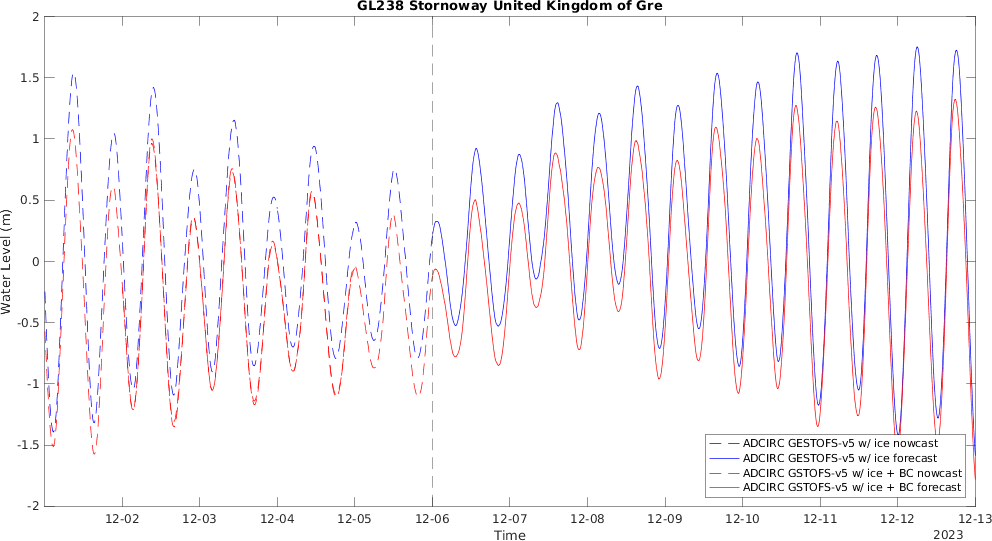 GL238 Stornoway United Kingdom of Gre
2
1.5
1
0.5
0
-0.5
-1
-1.5
-2
Water Level (m)
ADCIRC GESTOFS-v5 w/ ice nowcast
ADCIRC GESTOFS-v5 w/ ice forecast
ADCIRC GSTOFS-v5 w/ ice + BC nowcast
ADCIRC GSTOFS-v5 w/ ice + BC forecast
12-02 12-03 12-04 12-05 12-06 12-07 12-08 12-09 12-10 12-11 12-12 12-13
Time
2023